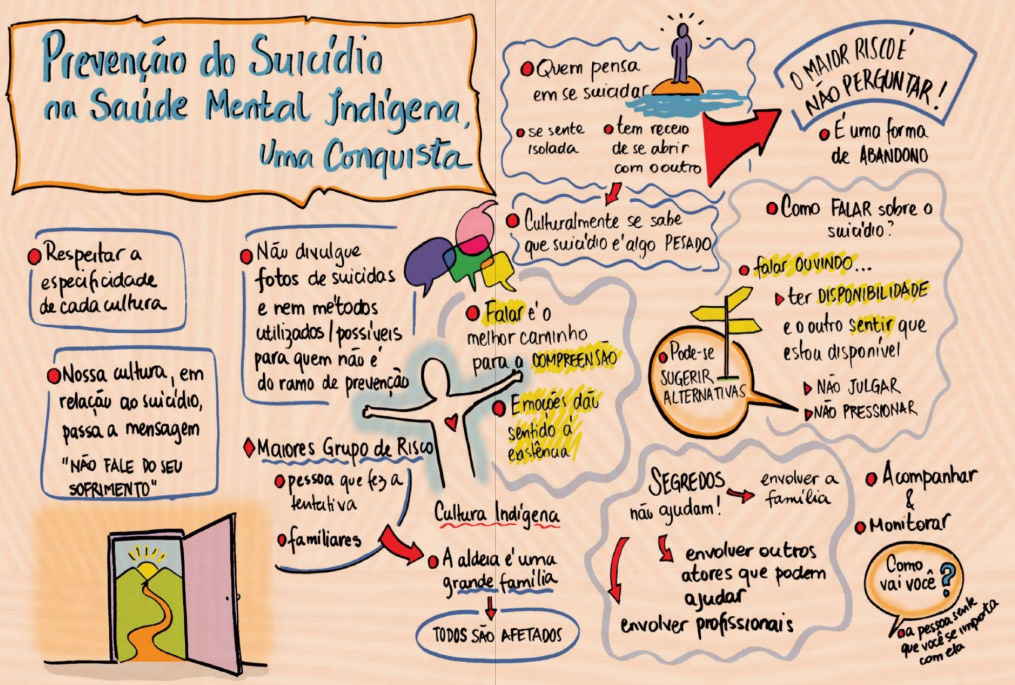 Prevenção do Suicídio
na Saúde Mental Indígena,
Uma Conquista
Respeitar a
especificidade
de cada cultura
Nossa cultura, em
relação ao suicídio,
passa a mensagem
"NÃO FALE DO SEU
SOFRIMENTO"
Não divulgue
fotos de suicidas
e nem métodos
utilizados/possíveis
para quem não é
do ramo de prevenção
Maiores Grupo de Risco
pessoa que fez a
tentativa
familiares
Cultura Indígena
A aldeia é uma
grande família
TODOS SÃO AFETADOS
Falar é o
melhor caminho
para a COMPREENSÃO
Emoções dão
sentido à
existência
Quem pensa
em se suicidar
se sente
isolada
tem receio
de se abrir
com o outro
Culturalmente se sabe
que suicídio é algo PESADO
O MAIOR RISCO É
NÃO PERGUNTAR!
É uma forma
de ABANDONO
Como FALAR sobre o
suicídio?
falar OUVINDO...
ter DISPONIBILIDADE
e o outro sentir que
estou disponível
NÃO JULGAR
NÃO PRESSIONAR
Pode-se
SUGERIR
ALTERNATIVAS
SEGREDOS
não ajudam!
envolver a
família
envolver outros
atores que podem
ajudar
envolver profissionais
Acompanhar
&
Monitorar
Como
vai você?
a pessoa sente
que você se importa
com ela